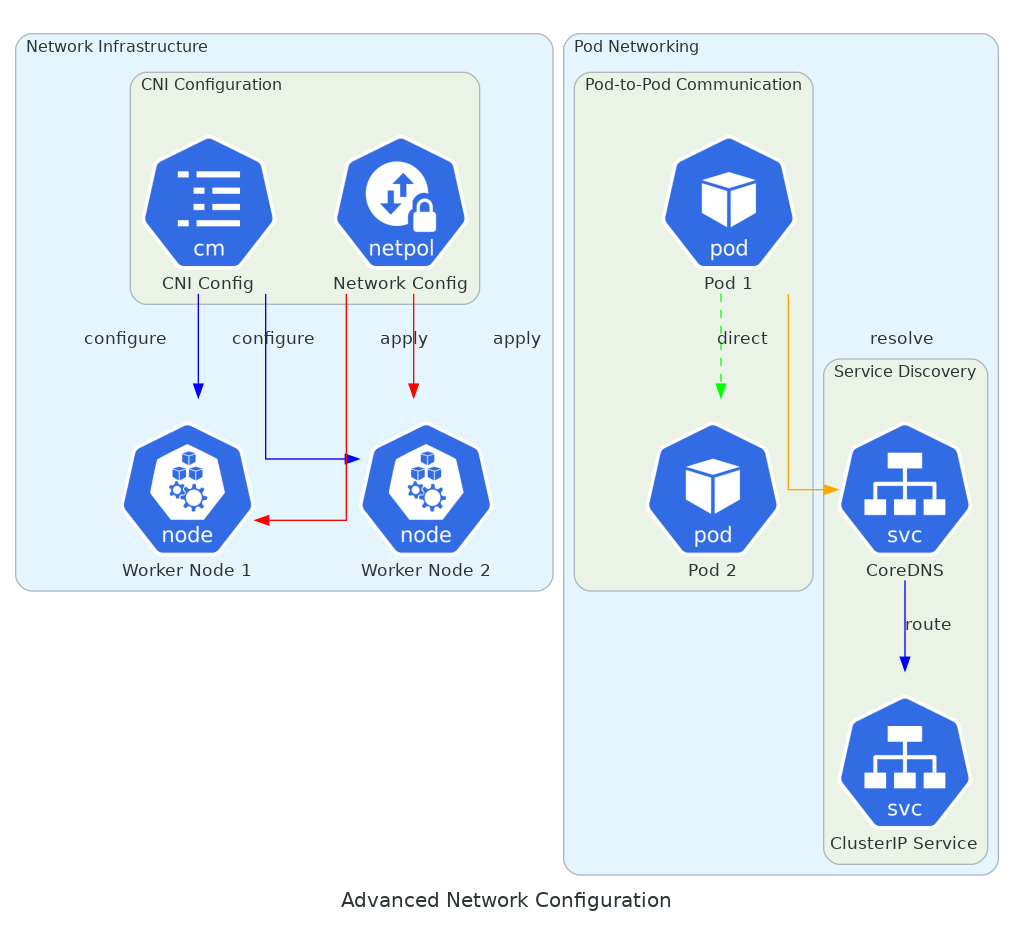 Network Infrastructure
CNI Configuration
cm
CNI Config
netpol
Network Config
configure
configure
apply
apply
node
Worker Node 1
node
Worker Node 2
Pod Networking
Pod-to-Pod Communication
pod
Pod 1
direct
resolve
pod
Pod 2
Service Discovery
svc
CoreDNS
route
svc
ClusterIP Service
Advanced Network Configuration